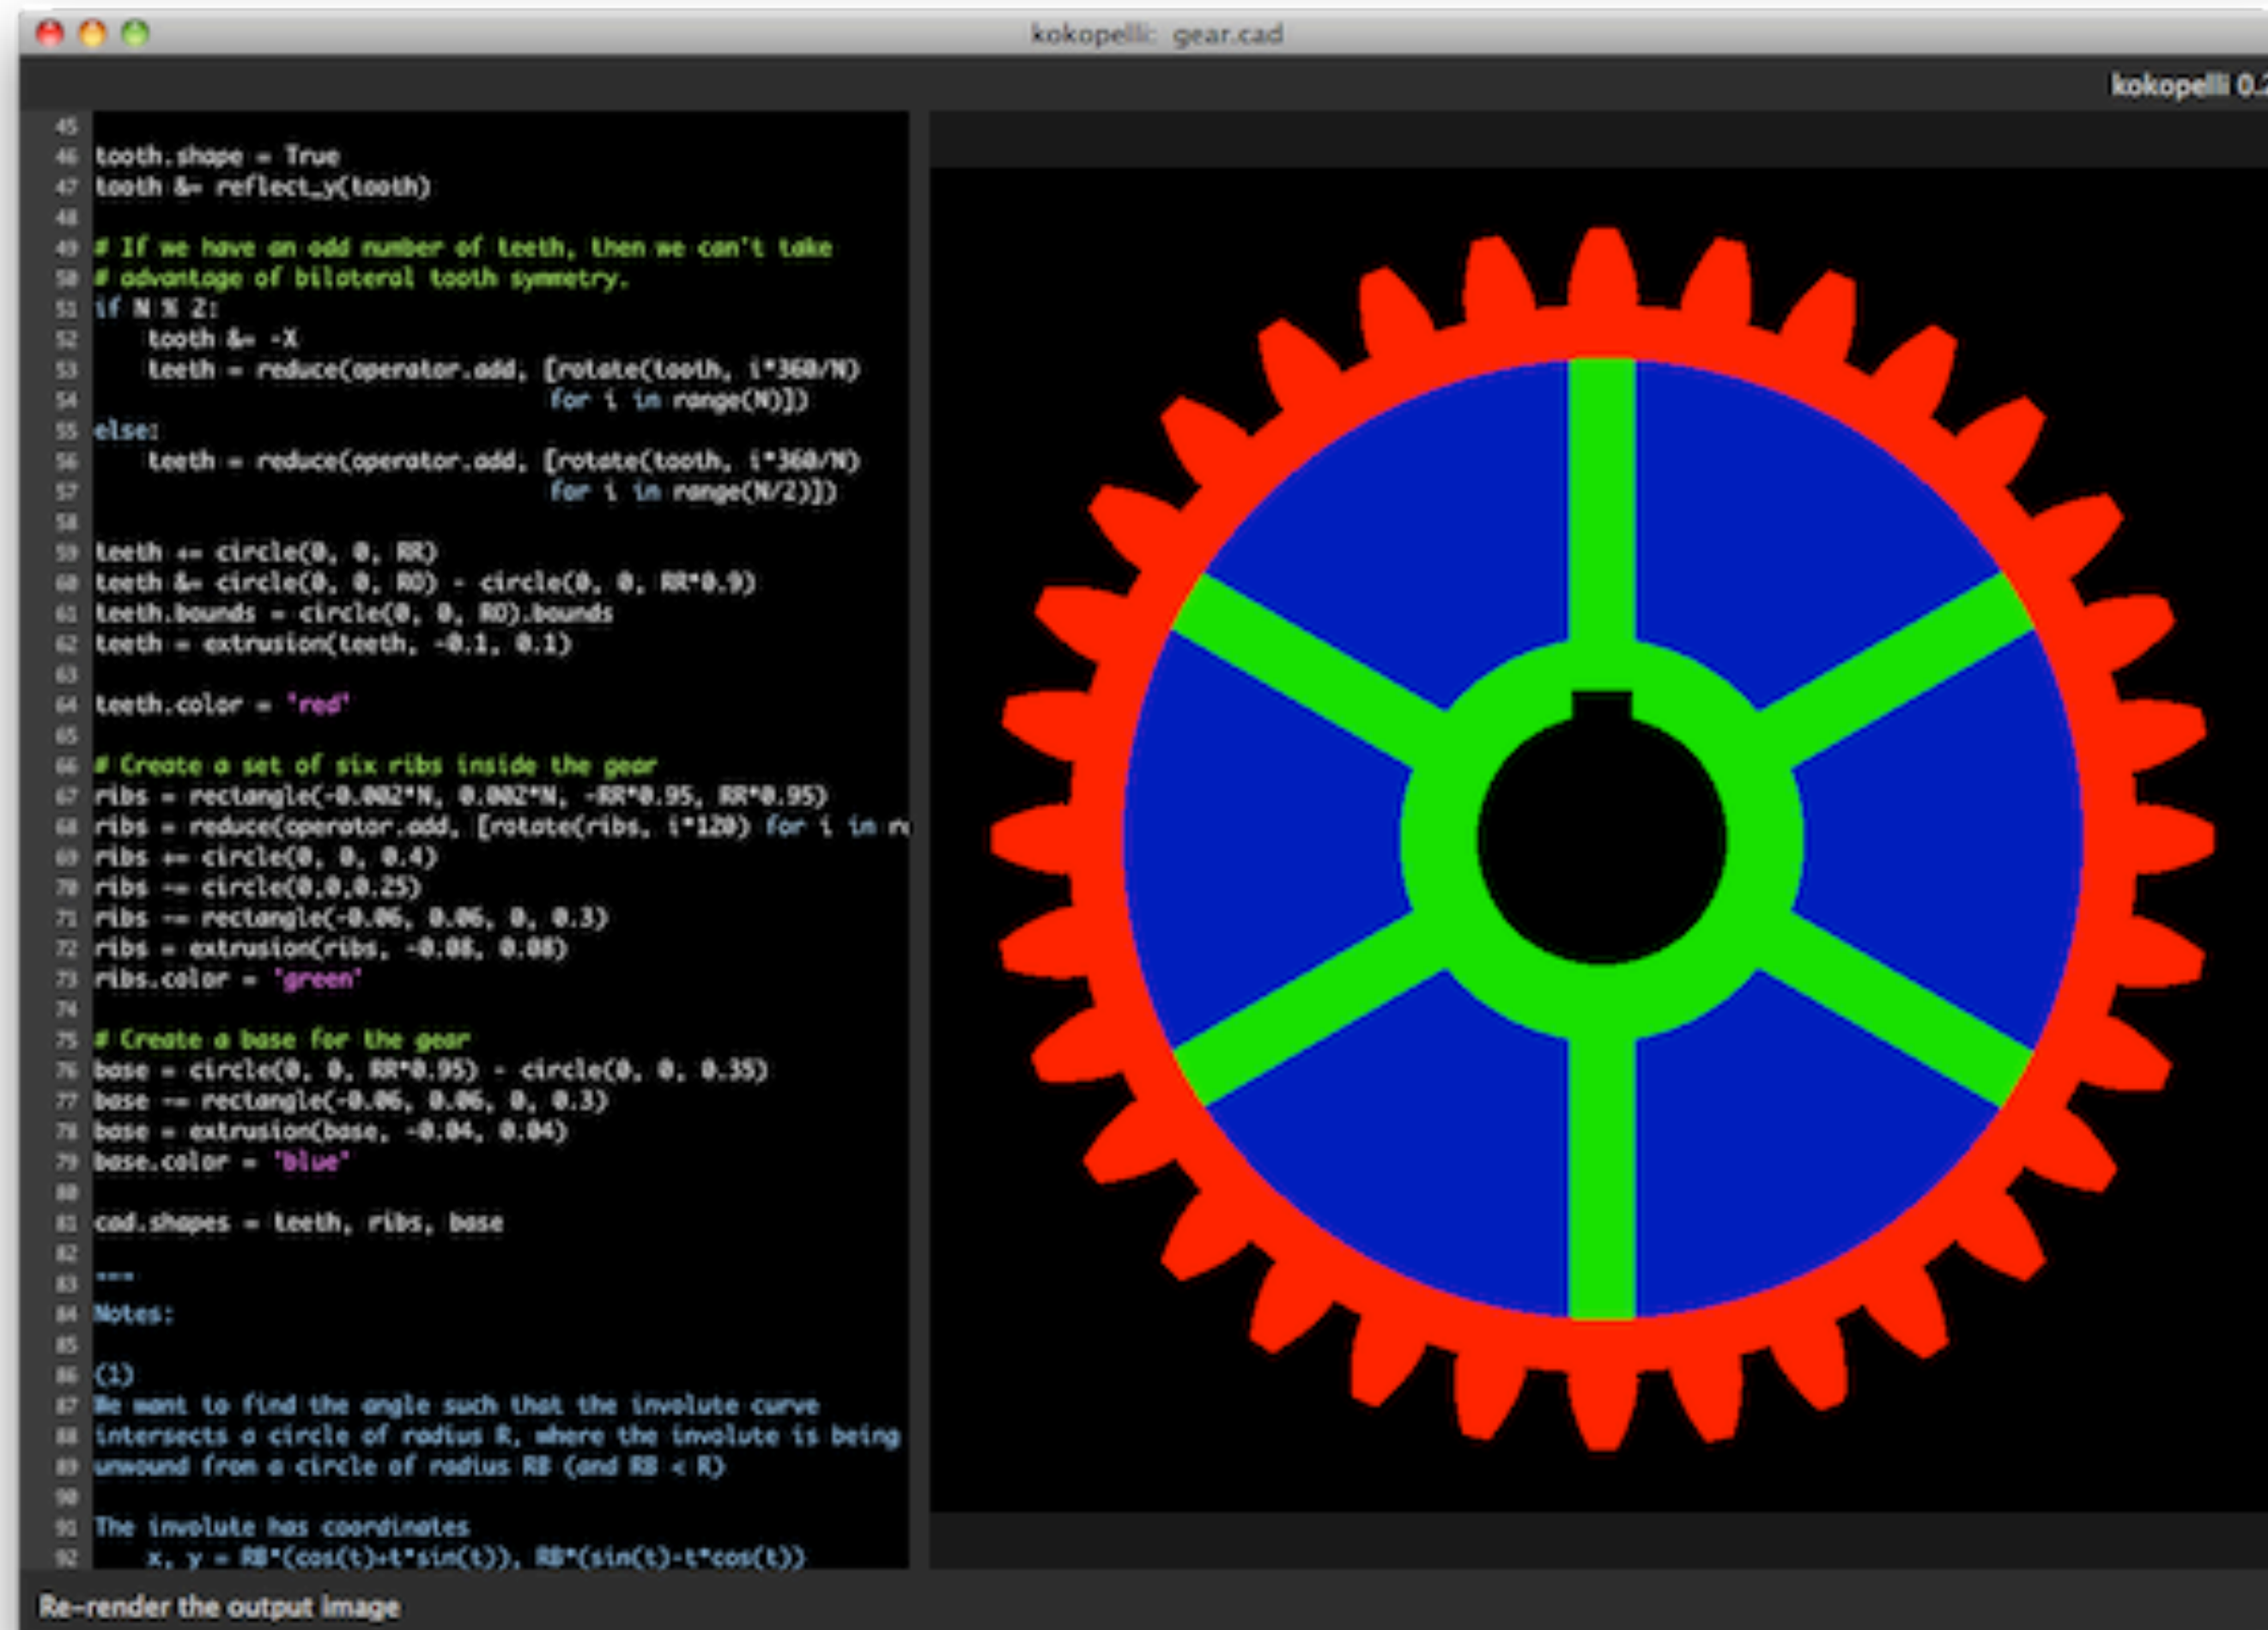 kokopelli: gear.cad
kokopelli 0.2
45
46 tooth.shape = True
47 tooth &= reflect_y(tooth)
48
49 # If we have an odd number of teeth, then we can't take
50 # advantage of bilateral tooth symmetry.
51 if N % 2:
52     tooth &= -X
53     teeth = reduce(operator.add, [rotate(tooth, i*360/N)
54                                   for i in range(N)])
55 else:
56     teeth = reduce(operator.add, [rotate(tooth, i*360/N)
57                                   for i in range(N/2)])
58
59 teeth += circle(0, 0, RR)
60 teeth &= circle(0, 0, RO) - circle(0, 0, RR*0.9)
61 teeth.bounds = circle(0, 0, RO).bounds
62 teeth = extrusion(teeth, -0.1, 0.1)
63
64 teeth.color = 'red'
65
66 # Create a set of six ribs inside the gear
67 ribs = rectangle(-0.002*N, 0.002*N, -RR*0.95, RR*0.95)
68 ribs = reduce(operator.add, [rotate(ribs, i*120) for i in ra
69 ribs += circle(0, 0, 0.4)
70 ribs -= circle(0,0,0.25)
71 ribs -= rectangle(-0.06, 0.06, 0, 0.3)
72 ribs = extrusion(ribs, -0.08, 0.08)
73 ribs.color = 'green'
74
75 # Create a base for the gear
76 base = circle(0, 0, RR*0.95) - circle(0, 0, 0.35)
77 base -= rectangle(-0.06, 0.06, 0, 0.3)
78 base = extrusion(base, -0.04, 0.04)
79 base.color = 'blue'
80
81 cad.shapes = teeth, ribs, base
82
83 """
84 Notes:
85
86 (1)
87 We want to find the angle such that the involute curve
88 intersects a circle of radius R, where the involute is being
89 unwound from a circle of radius RB (and RB < R)
90
91 The involute has coordinates
92     x, y = RB*(cos(t)+t*sin(t)), RB*(sin(t)-t*cos(t))
Re-render the output image